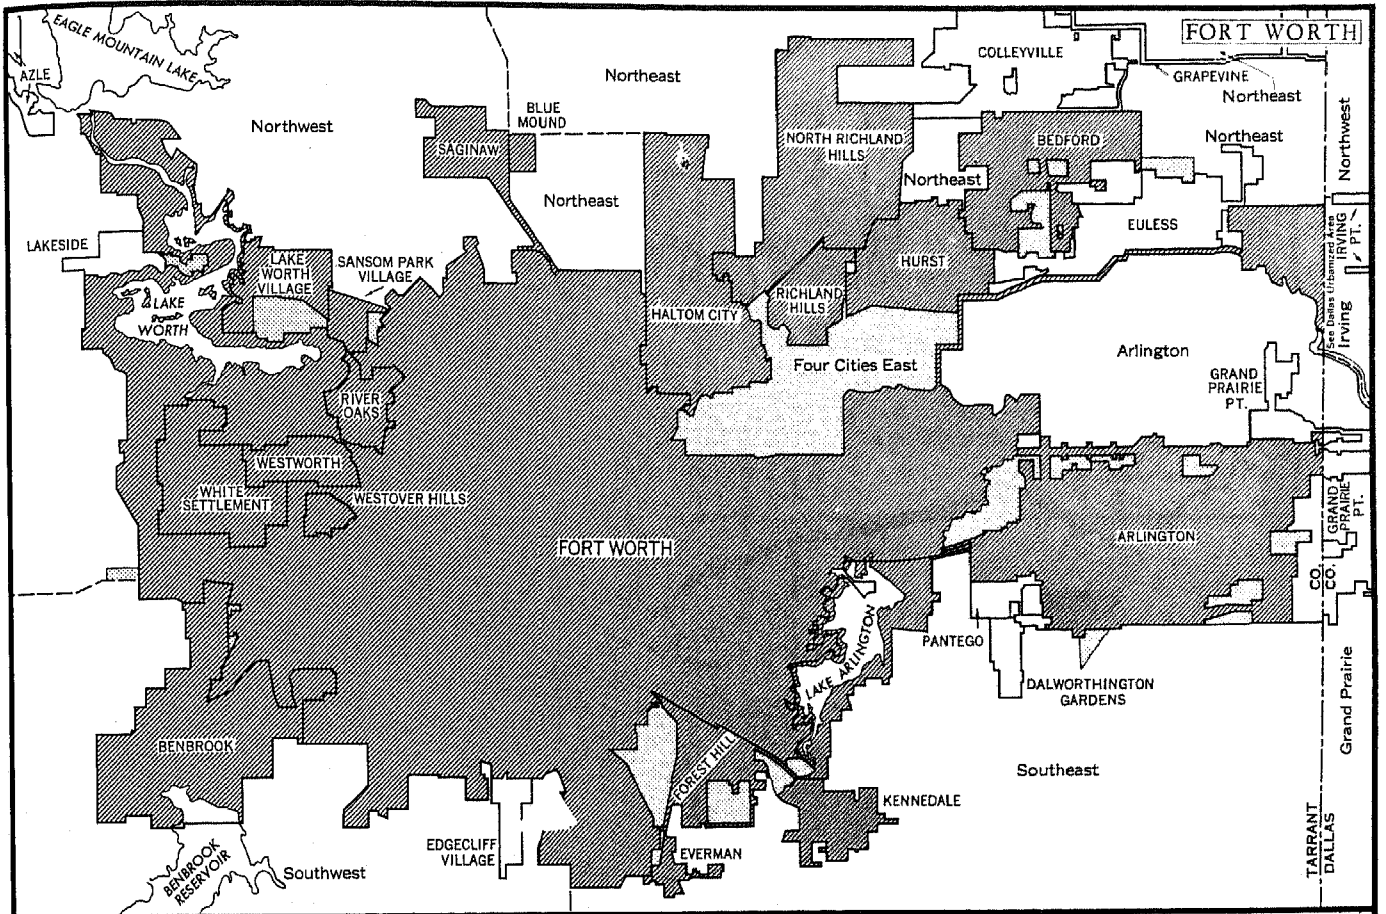 FORT WORTH
EAGLE MOUNTAIN LAKE
AZLE
Northwest
Northeast
COLLEYVILLE
GRAPEVINE
Northeast
Northwest
BLUE
MOUND
SAGINAW
NORTH RICHLAND
HILLS
BEDFORD
Northeast
Northeast
Northeast
EULESS
LAKESIDE
LAKE
WORTH
VILLAGE
SANSOM PARK
VILLAGE
HURST
IRVING
PT.
See Dallas Urbanized Area
Irving
LAKE
WORTH
HALTOM CITY
RICHLAND
HILLS
Four Cities East
Arlington
GRAND
PRAIRIE
PT.
RIVER
OAKS
WESTWORTH
WHITE
SETTLEMENT
WESTOVER HILLS
GRAND
PRAIRIE
PT.
FORT WORTH
ARLINGTON
CO.
CO.
LAKE ARLINGTON
PANTEGO
DALWORTHINGTON
GARDENS
Grand Prairie
BENBROOK
FOREST HILL
Southeast
KENNEDALE
EDGECLIFF
VILLAGE
EVERMAN
BENBROOK
RESERVOIR
Southwest
TARRANT
DALLAS